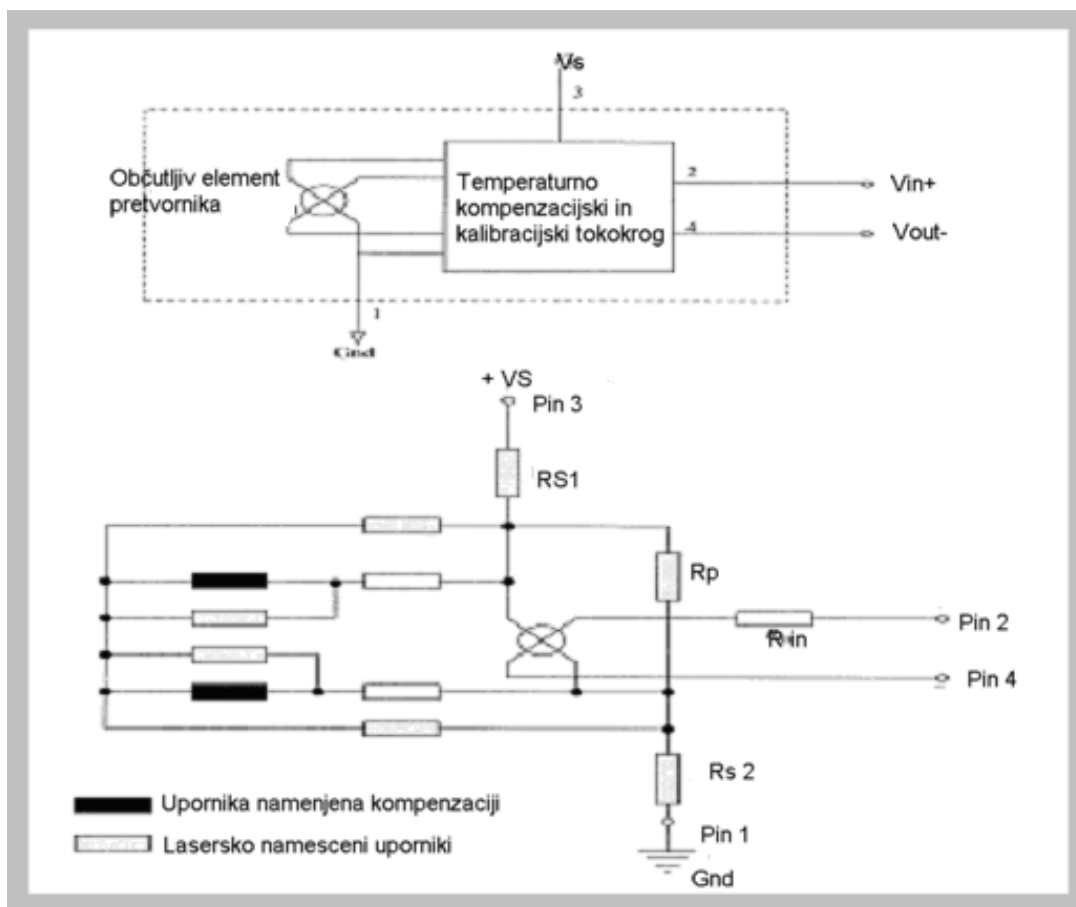 Vs
3
Občutljiv element
pretvornika
Temperaturno
kompenzacijski in
kalibracijski tokokrog
2
Vin+
4
Vout-
1
Gnd
+ VS
Pin 3
RS1
Rp
Pin 2
Pin 4
Rs 2
Upornika namenjena kompenzaciji
Lasersko namesceni uporniki
Pin 1
Gnd